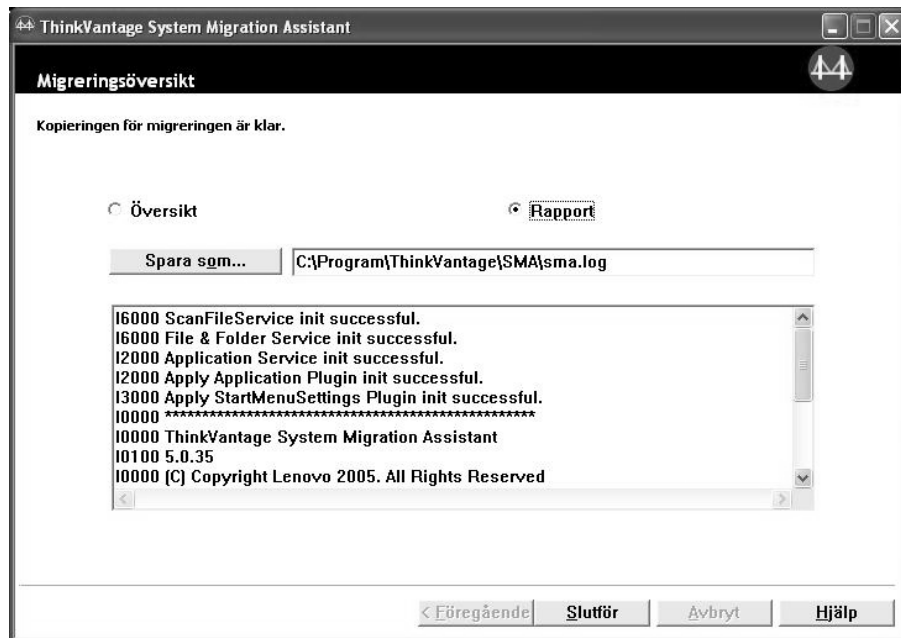 ThinkVantage System Migration Assistant
Migreringsöversikt
Kopieringen för migreringen är klar.
Översikt
Rapport
Spara som...
C:\Program\ThinkVantage\SMA\sma.log
I6000 ScanFileService init successful.
I6000 File & Folder Service init successful.
I2000 Application Service init successful.
I2000 Apply Application Plugin init successful.
I3000 Apply StartMenuSettings Plugin init successful.
I0000 **************************************************
I0000 ThinkVantage System Migration Assistant
I0100 5.0.35
I0000 (C) Copyright Lenovo 2005. All Rights Reserved
< Föregående
Slutför
Avbryt
Hjälp